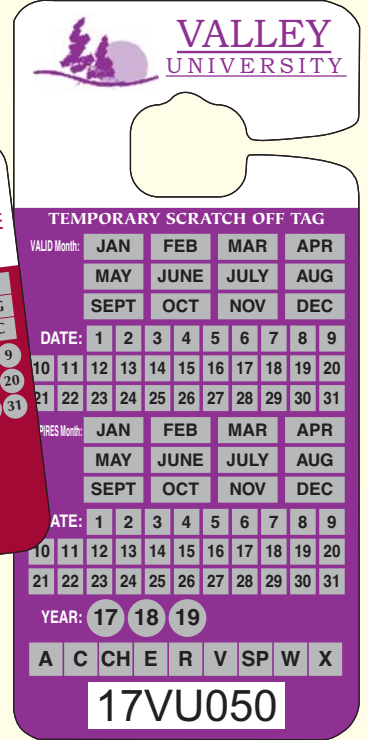 VALLEY
UNIVERSITY
TEMPORARY SCRATCH OFF TAG
VALID Month: JAN FEB MAR APR
MAY JUNE JULY AUG
SEPT OCT NOV DEC
DATE: 1 2 3 4 5 6 7 8 9
10 11 12 13 14 15 16 17 18 19 20
21 22 23 24 25 26 27 28 29 30 31
PIRES Month: JAN FEB MAR APR
MAY JUNE JULY AUG
SEPT OCT NOV DEC
ATE: 1 2 3 4 5 6 7 8 9
10 11 12 13 14 15 16 17 18 19 20
21 22 23 24 25 26 27 28 29 30 31
YEAR: 17 18 19
A C CH E R V SP W X
17VU050
9
20
31